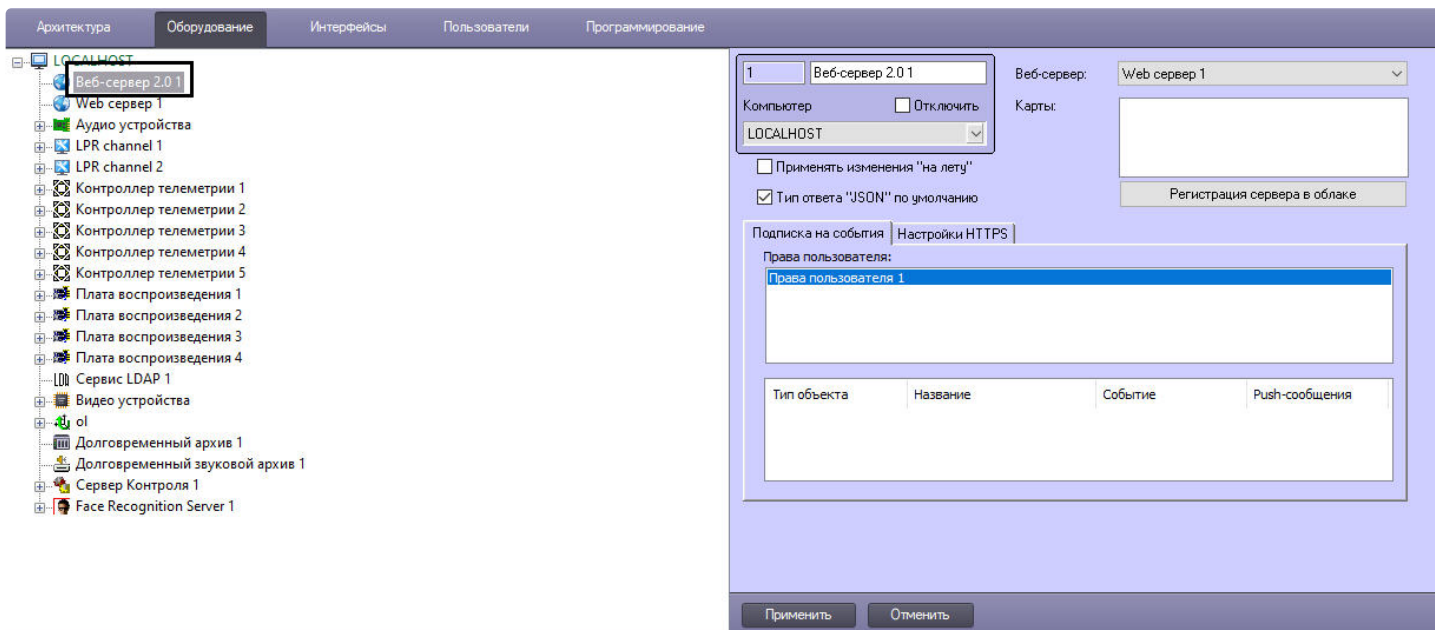 Архитектура Оборудование Интерфейсы Пользователи Программирование
LOCALHOST
Веб-сервер 2.0 1
Web сервер 1
Аудио устройства
LPR channel 1
LPR channel 2
Контроллер телеметрии 1
Контроллер телеметрии 2
Контроллер телеметрии 3
Контроллер телеметрии 4
Контроллер телеметрии 5
Плата воспроизведения 1
Плата воспроизведения 2
Плата воспроизведения 3
Плата воспроизведения 4
Сервис LDAP 1
Видео устройства
ol
Долговременный архив 1
Долговременный звуковой архив 1
Сервер Контроля 1
Face Recognition Server 1
1 Веб-сервер 2.0 1
Компьютер Отключить
LOCALHOST
Применять изменения "на лету"
Тип ответа "JSON" по умолчанию
Веб-сервер: Web сервер 1
Карты:
Регистрация сервера в облаке
Подписка на события Настройки HTTPS
Права пользователя:
Права пользователя 1
Тип объекта Название Событие Push-сообщения
Применить Отменить